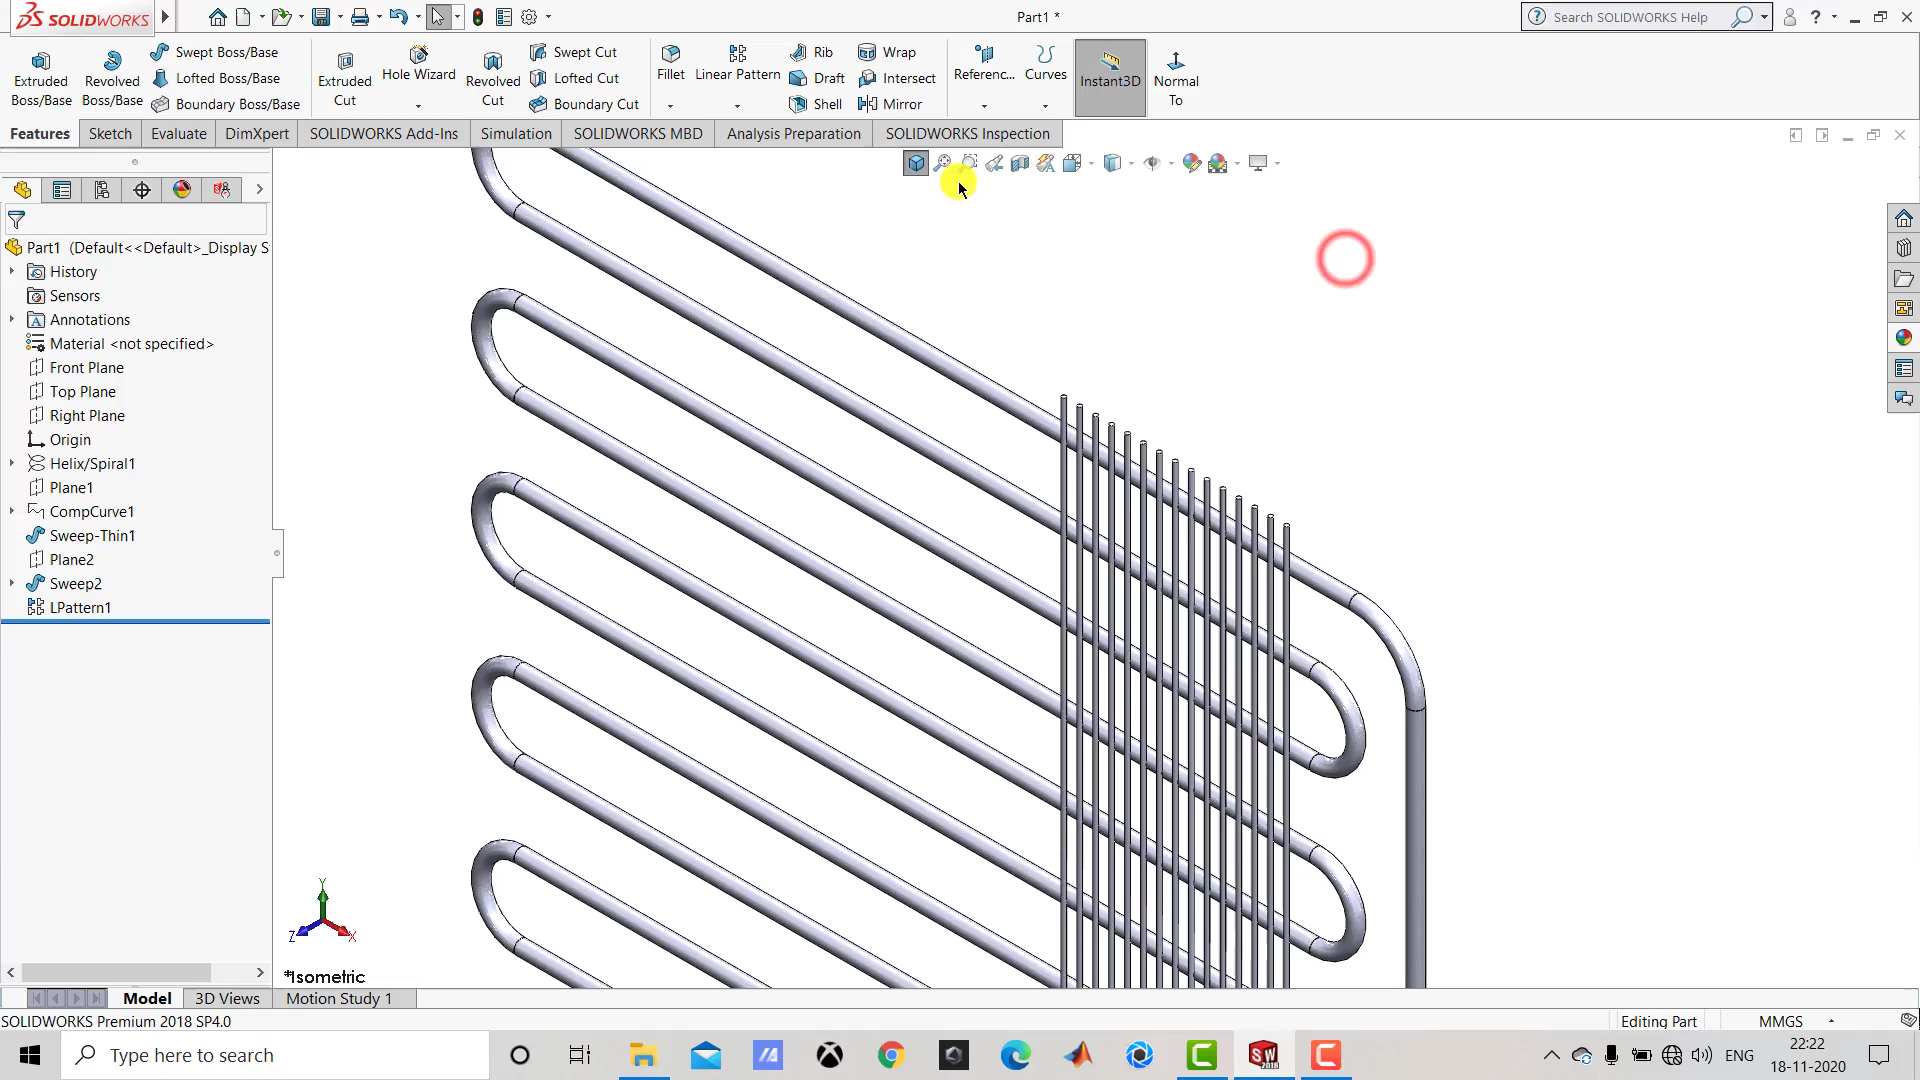 SOLIDWORKS
Part1 *
Search SOLIDWORKS Help
Extruded Boss/Base
Revolved Boss/Base
Swept Boss/Base
Lofted Boss/Base
Boundary Boss/Base
Extruded Cut
Hole Wizard
Revolved Cut
Swept Cut
Lofted Cut
Boundary Cut
Fillet
Linear Pattern
Rib
Draft
Shell
Wrap
Intersect
Mirror
Referenc...
Curves
Instant3D
Normal To
Features
Sketch
Evaluate
DimXpert
SOLIDWORKS Add-Ins
Simulation
SOLIDWORKS MBD
Analysis Preparation
SOLIDWORKS Inspection
Part1 (Default<<Default>_Display S
History
Sensors
Annotations
Material <not specified>
Front Plane
Top Plane
Right Plane
Origin
Helix/Spiral1
Plane1
CompCurve1
Sweep-Thin1
Plane2
Sweep2
LPattern1
Y
Z
X
*Isometric
Model
3D Views
Motion Study 1
SOLIDWORKS Premium 2018 SP4.0
Editing Part
MMGS
Type here to search
SW
2018
ENG
22:22
18-11-2020